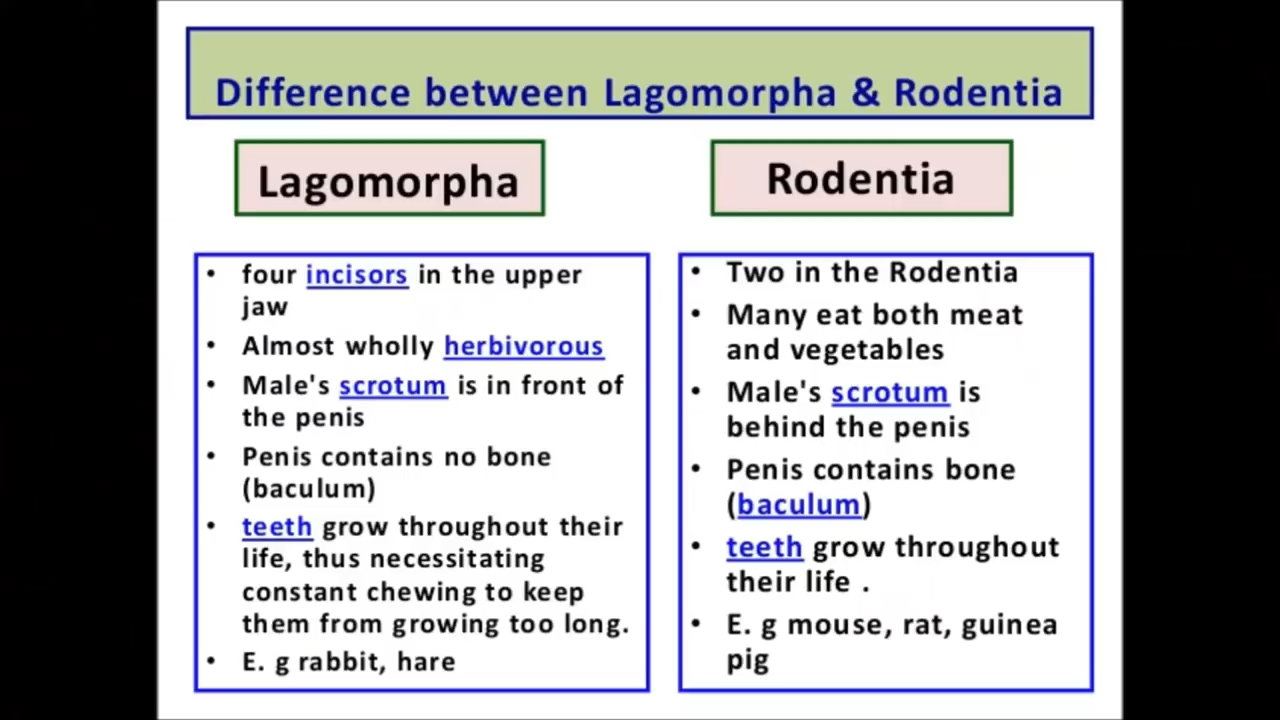 Difference between Lagomorpha & Rodentia
Lagomorpha
• four incisors in the upper
jaw
• Almost wholly herbivorous
• Male's scrotum is in front of
the penis
• Penis contains no bone
(baculum)
• teeth grow throughout their
life, thus necessitating
constant chewing to keep
them from growing too long.
• E. g rabbit, hare
Rodentia
• Two in the Rodentia
• Many eat both meat
and vegetables
• Male's scrotum is
behind the penis
• Penis contains bone
(baculum)
• teeth grow throughout
their life .
• E. g mouse, rat, guinea
pig